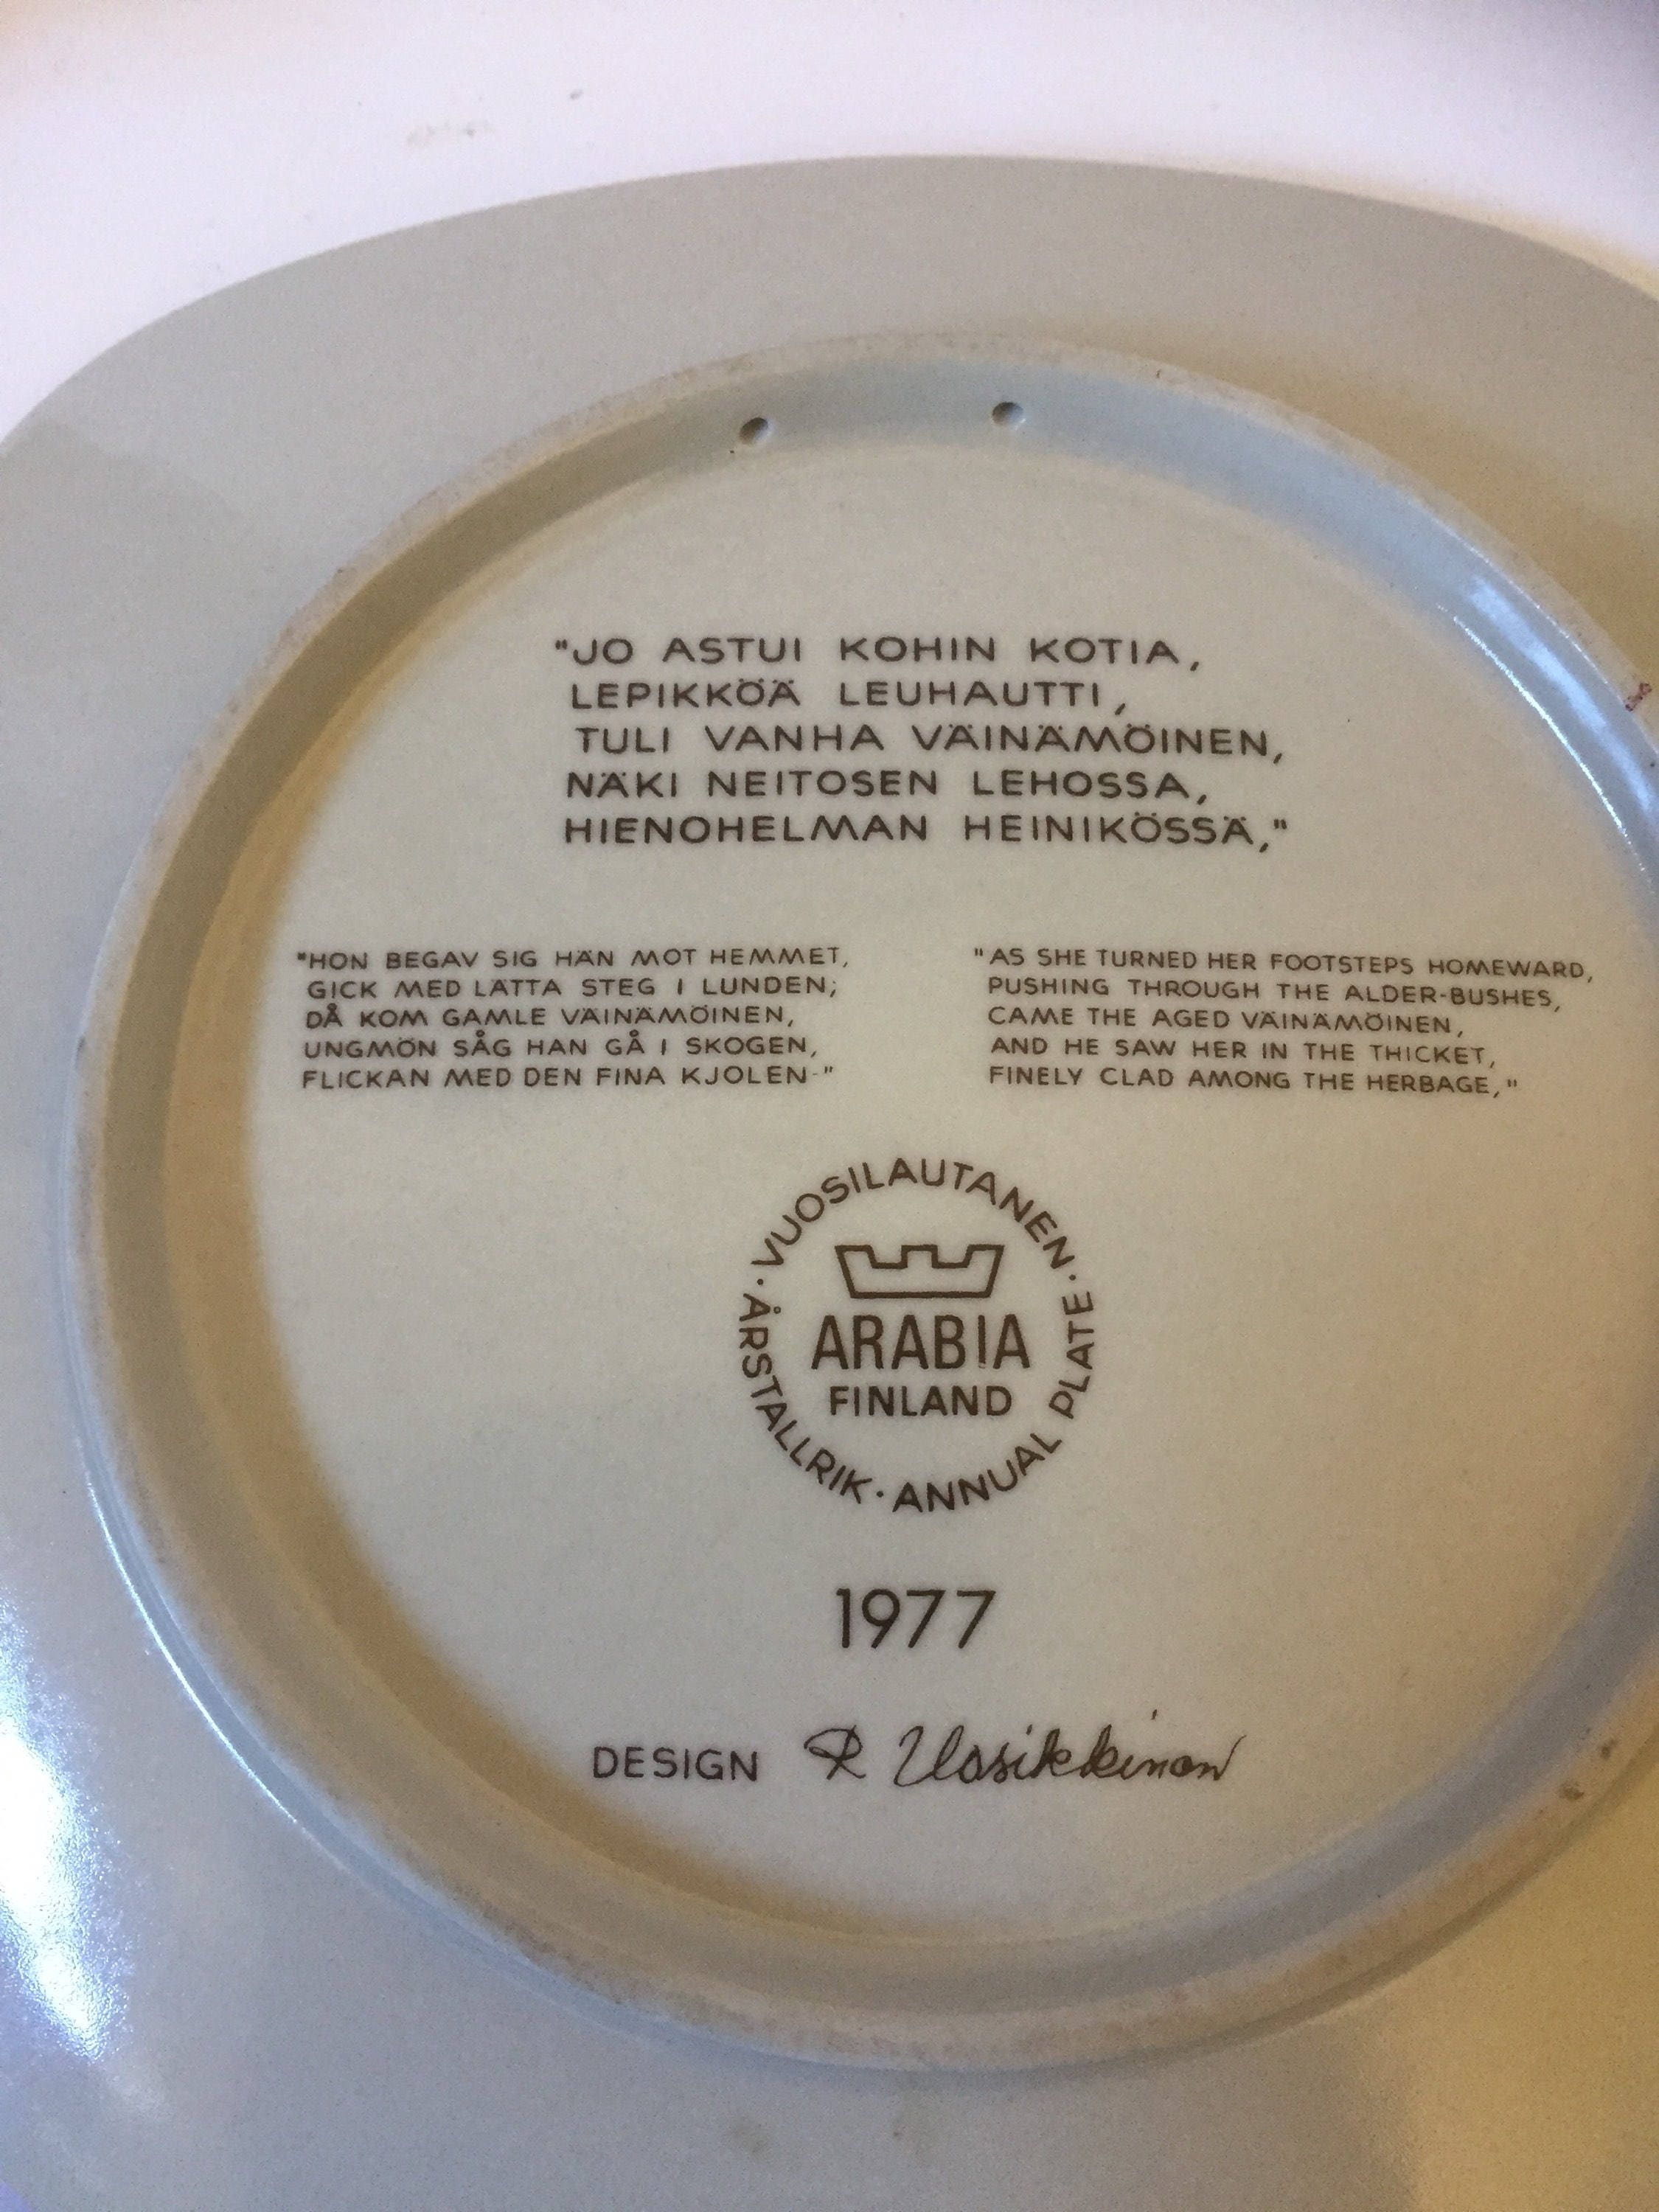 "JO ASTUI KOHIN KOTIA,
LEPIKKÖÄ LEUHAUTTI,
TULI VANHA VÄINÄMÖINEN,
NÄKI NEITOSEN LEHOSSA,
HIENOHELMAN HEINIKÖSSÄ,"
"HON BEGAV SIG HÄN MOT HEMMET,
GICK MED LÄTTA STEG I LUNDEN;
DÅ KOM GAMLE VÄINÄMÖINEN,
UNGMÖN SÅG HAN GÅ I SKOGEN,
FLICKAN MED DEN FINA KJOLEN-"
"AS SHE TURNED HER FOOTSTEPS HOMEWARD,
PUSHING THROUGH THE ALDER-BUSHES,
CAME THE AGED VÄINÄMÖINEN,
AND HE SAW HER IN THE THICKET,
FINELY CLAD AMONG THE HERBAGE,"
VUOSILAUTANEN · ANNUAL PLATE · ÅRSTALLRIK ·
ARABIA
FINLAND
1977
DESIGN R Uosikkinen